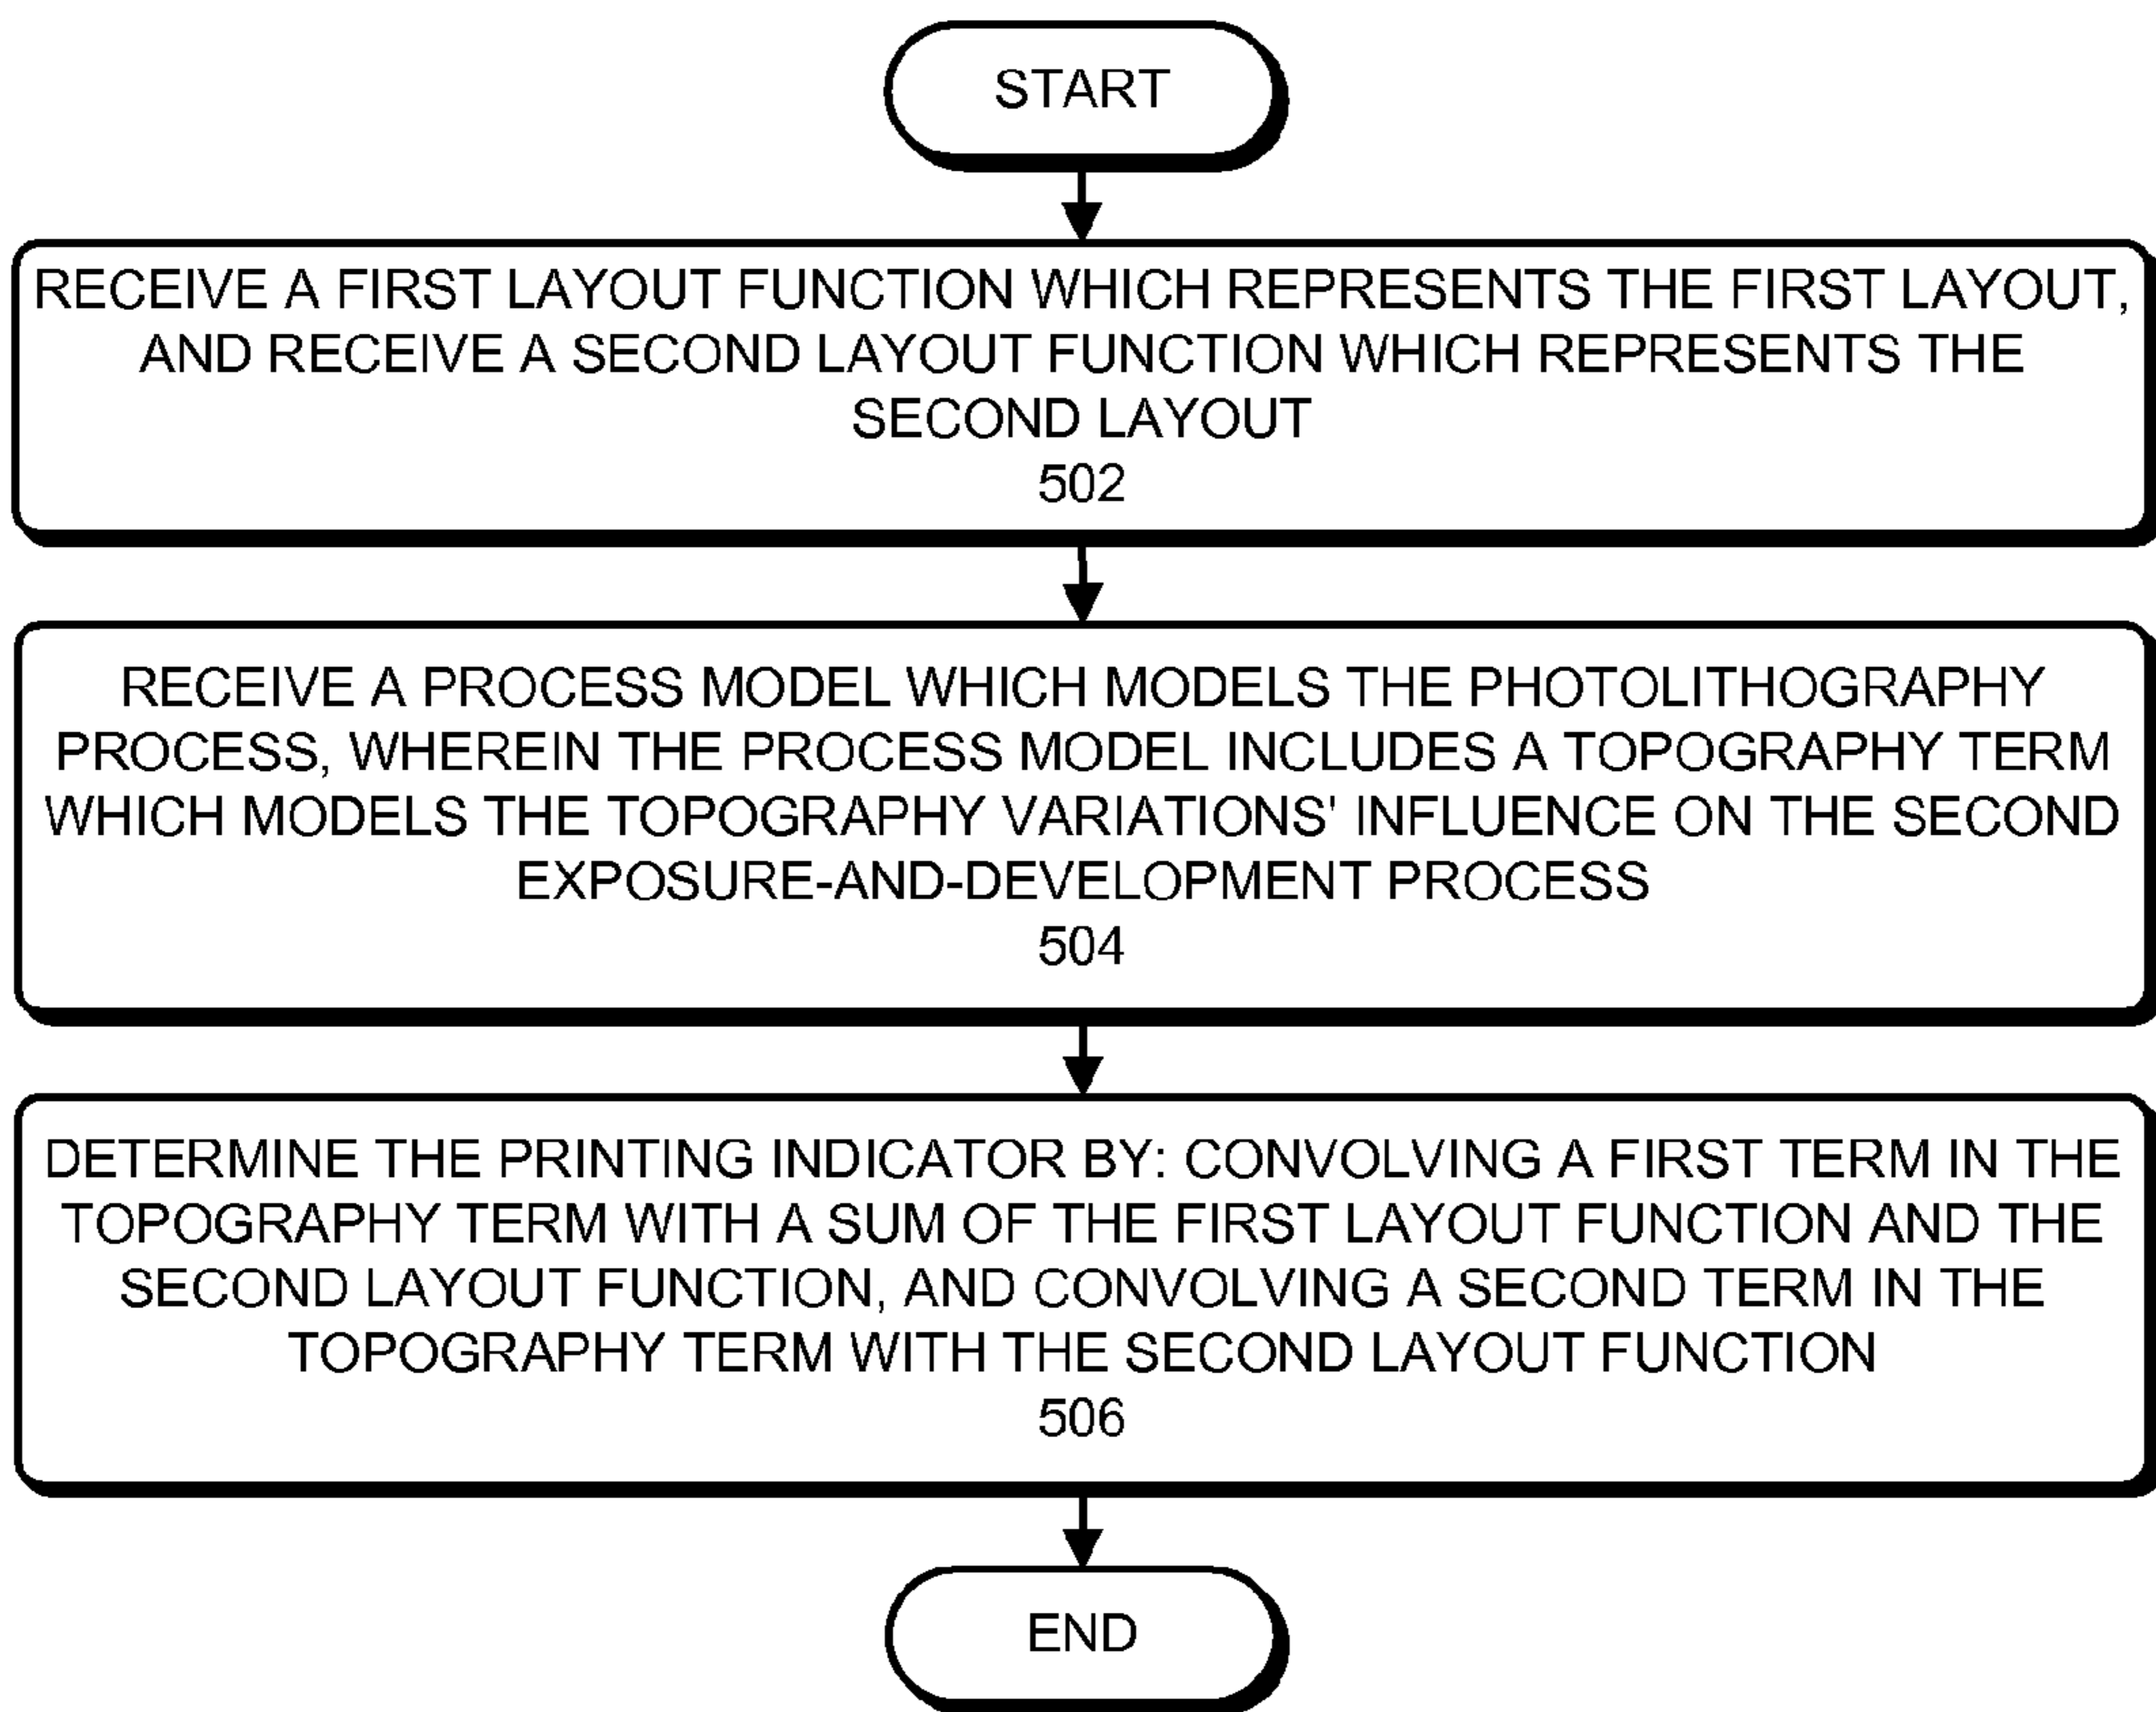 START
RECEIVE A FIRST LAYOUT FUNCTION WHICH REPRESENTS THE FIRST LAYOUT,
AND RECEIVE A SECOND LAYOUT FUNCTION WHICH REPRESENTS THE
SECOND LAYOUT
502
RECEIVE A PROCESS MODEL WHICH MODELS THE PHOTOLITHOGRAPHY
PROCESS, WHEREIN THE PROCESS MODEL INCLUDES A TOPOGRAPHY TERM
WHICH MODELS THE TOPOGRAPHY VARIATIONS' INFLUENCE ON THE SECOND
EXPOSURE-AND-DEVELOPMENT PROCESS
504
DETERMINE THE PRINTING INDICATOR BY: CONVOLVING A FIRST TERM IN THE
TOPOGRAPHY TERM WITH A SUM OF THE FIRST LAYOUT FUNCTION AND THE
SECOND LAYOUT FUNCTION, AND CONVOLVING A SECOND TERM IN THE
TOPOGRAPHY TERM WITH THE SECOND LAYOUT FUNCTION
506
END